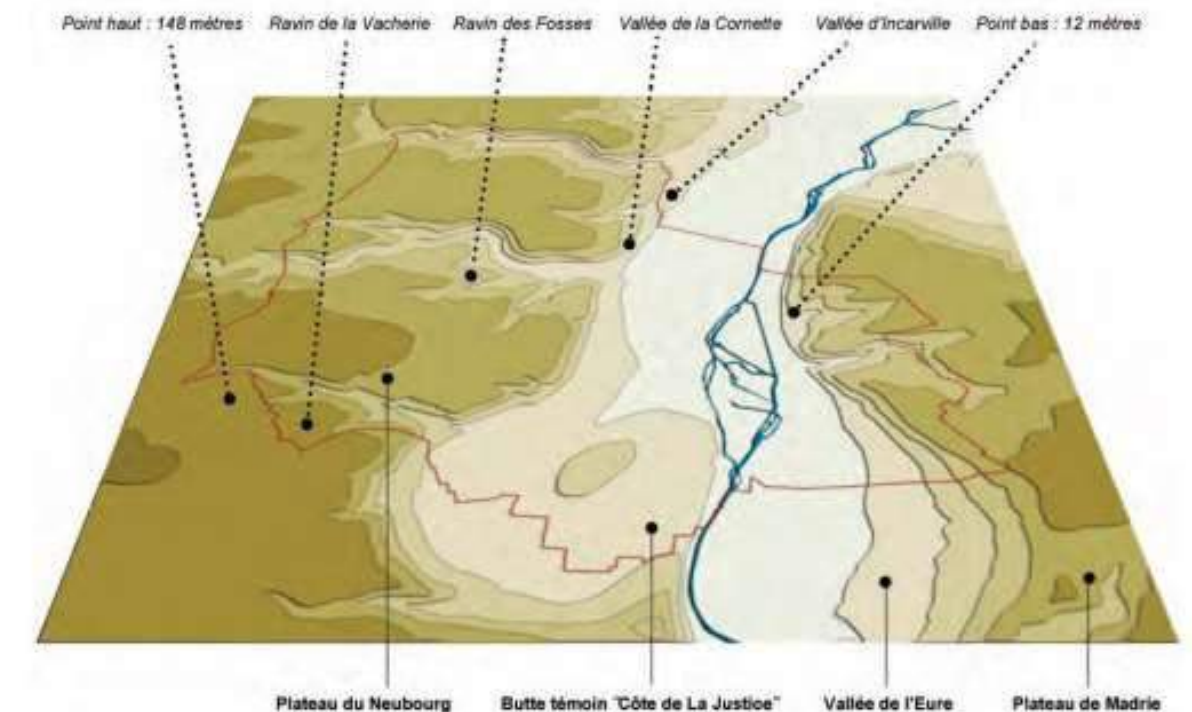 Point haut : 148 mètres
Ravin de la Vacherie
Ravin des Fosses
Vallée de la Cornette
Vallée d'Incarville
Point bas : 12 mètres
Plateau du Neubourg
Butte témoin "Côte de La Justice"
Vallée de l'Eure
Plateau de Madrie